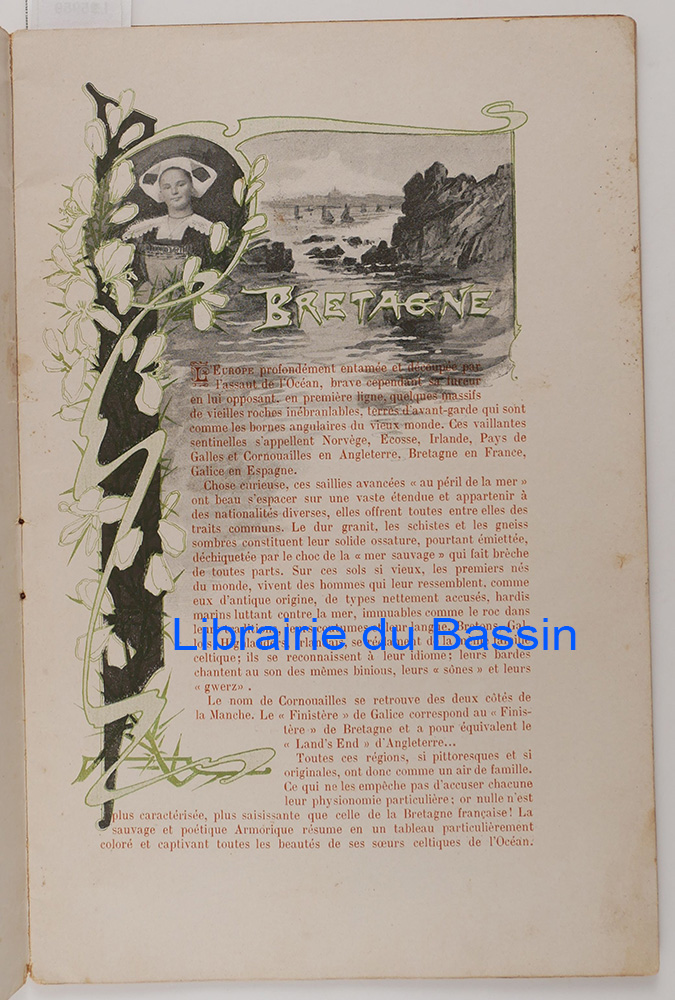 BRETAGNE
L'EUROPE profondément entamée et découpée par
l'assaut de l'Océan, brave cependant sa fureur
en lui opposant, en première ligne, quelques massifs
de vieilles roches inébranlables, terres d'avant-garde qui sont
comme les bornes angulaires du vieux monde. Ces vaillantes
sentinelles s'appellent Norvège, Écosse, Irlande, Pays de
Galles et Cornouailles en Angleterre, Bretagne en France,
Galice en Espagne.
Chose curieuse, ces saillies avancées « au péril de la mer »
ont beau s'espacer sur une vaste étendue et appartenir à
des nationalités diverses, elles offrent toutes entre elles des
traits communs. Le dur granit, les schistes et les gneiss
sombres constituent leur solide ossature, pourtant émiettée,
déchiquetée par le choc de la « mer sauvage » qui fait brèche
de toutes parts. Sur ces sols si vieux, les premiers nés
du monde, vivent des hommes qui leur ressemblent, comme
eux d'antique origine, de types nettement accusés, hardis
marins luttant contre la mer, immuables comme le roc dans
leur langue. Bretons, Gal-
Librairie du Bassin
celtique; ils se reconnaissent à leur idiome; leurs bardes
chantent au son des mêmes binious, leurs « sônes » et leurs
« gwerz» .
Le nom de Cornouailles se retrouve des deux côtés de
la Manche. Le « Finistère » de Galice correspond au « Finis-
tère » de Bretagne et a pour équivalent le
« Land's End » d'Angleterre...
Toutes ces régions, si pittoresques et si
originales, ont donc comme un air de famille.
Ce qui ne les empêche pas d'accuser chacune
leur physionomie particulière; or nulle n'est
plus caractérisée, plus saisissante que celle de la Bretagne française! La
sauvage et poétique Armorique résume en un tableau particulièrement
coloré et captivant toutes les beautés de ses sœurs celtiques de l'Océan.